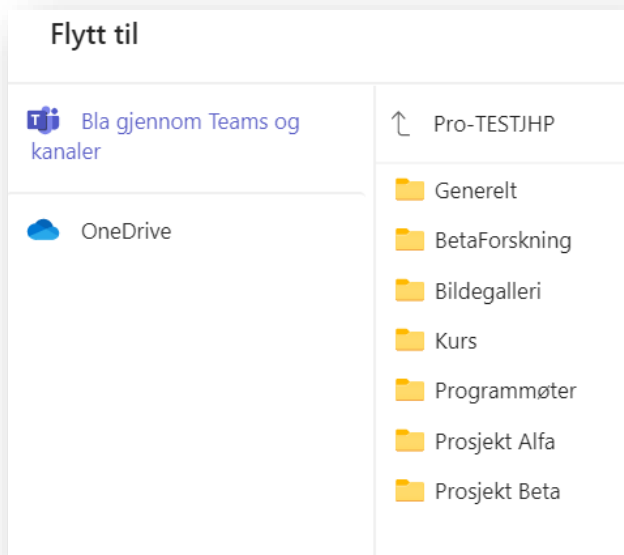 Flytt til
Bla gjennom Teams og
kanaler
OneDrive
Pro-TESTJHP
Generelt
BetaForskning
Bildegalleri
Kurs
Programmøter
Prosjekt Alfa
Prosjekt Beta